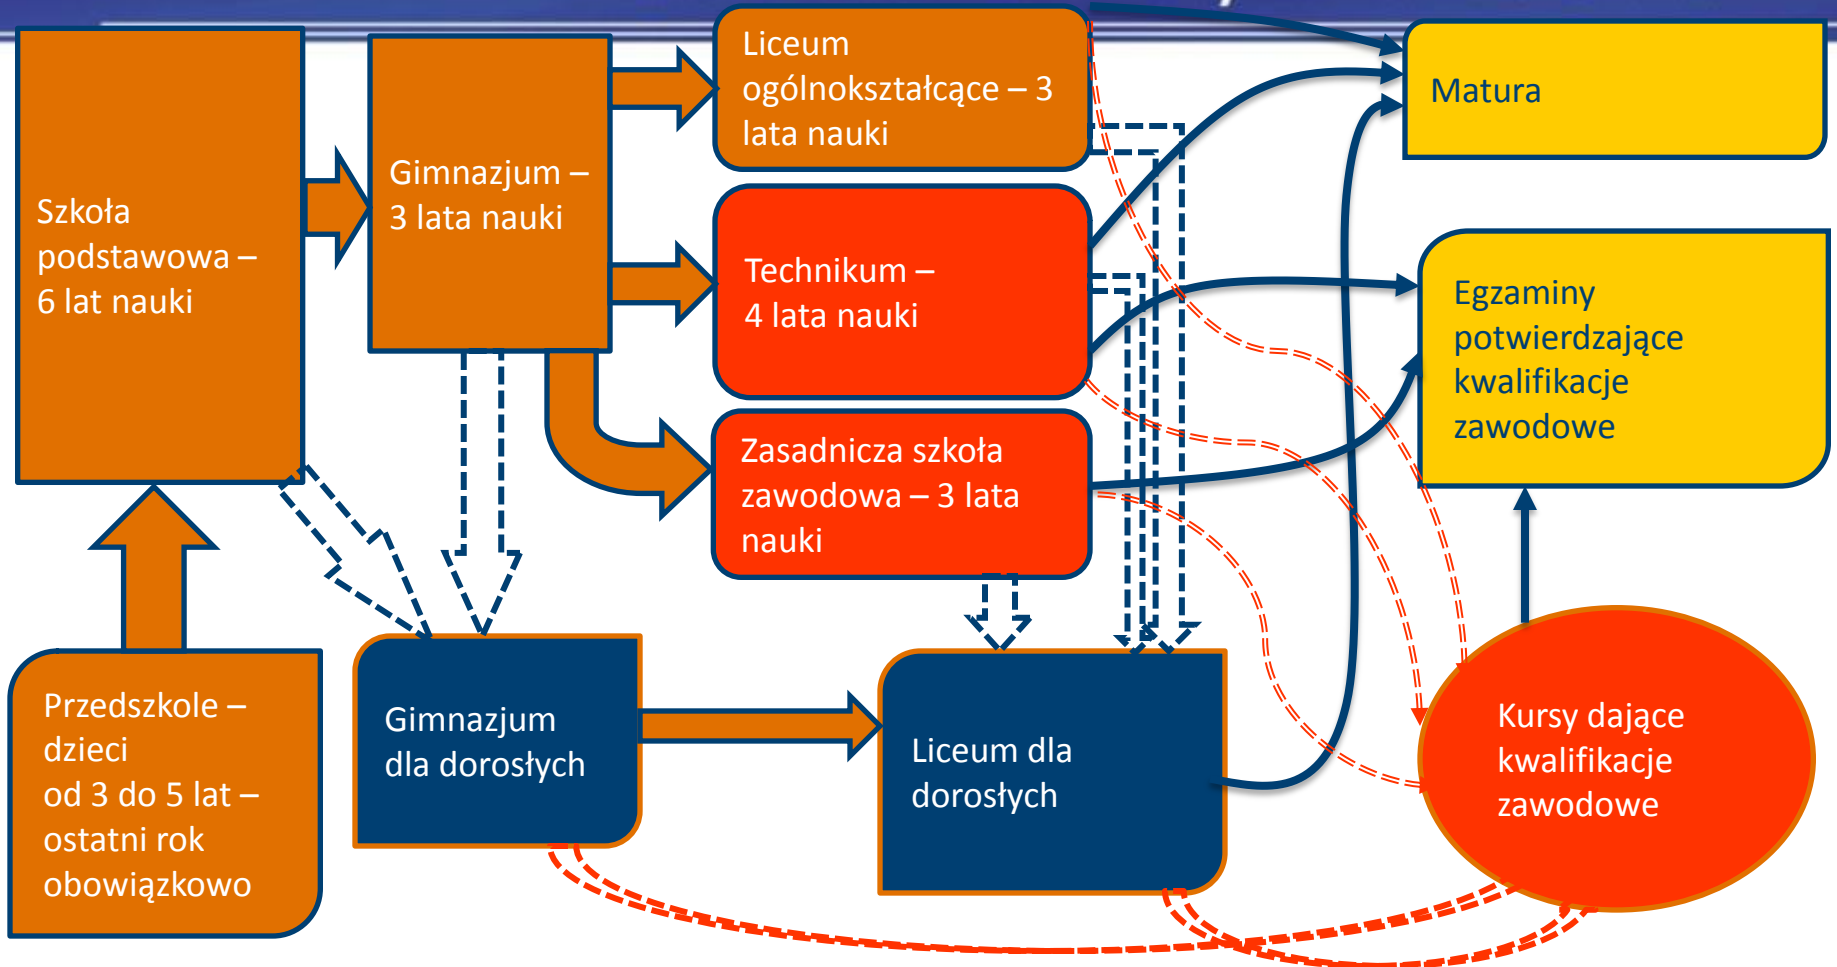 Szkoła
podstawowa –
6 lat nauki
Gimnazjum –
3 lata nauki
Liceum
ogólnokształcące – 3
lata nauki
Technikum –
4 lata nauki
Zasadnicza szkoła
zawodowa – 3 lata
nauki
Matura
Egzaminy
potwierdzające
kwalifikacje
zawodowe
Przedszkole –
dzieci
od 3 do 5 lat –
ostatni rok
obowiązkowo
Gimnazjum
dla dorosłych
Liceum dla
dorosłych
Kursy dające
kwalifikacje
zawodowe